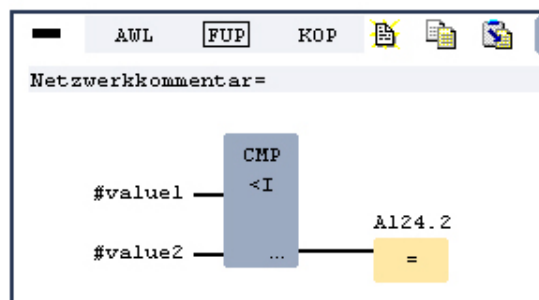 AWL FUP KOP
Netzwerkkommentar=
CMP
<I
#value1
A124.2
#value2 ... =